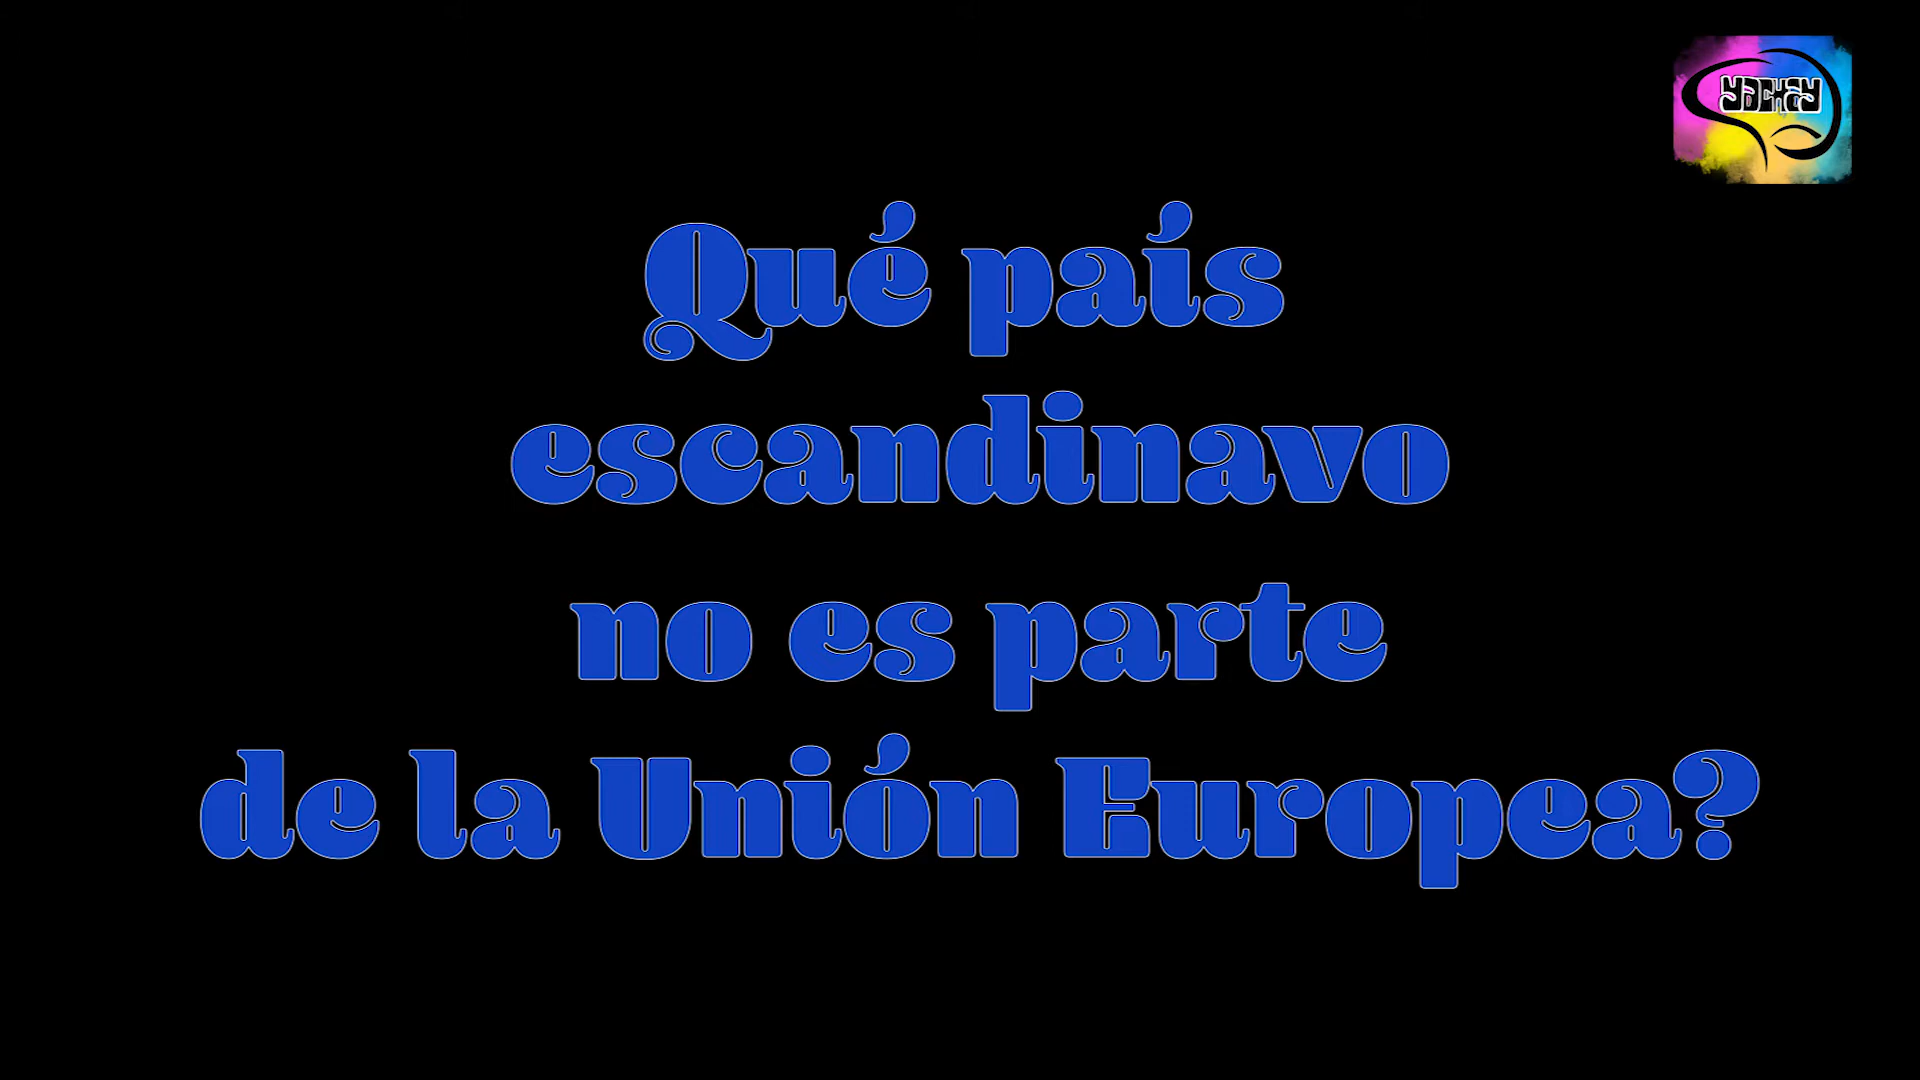 Qué país
escandinavo
no es parte
de la Unión Europea?